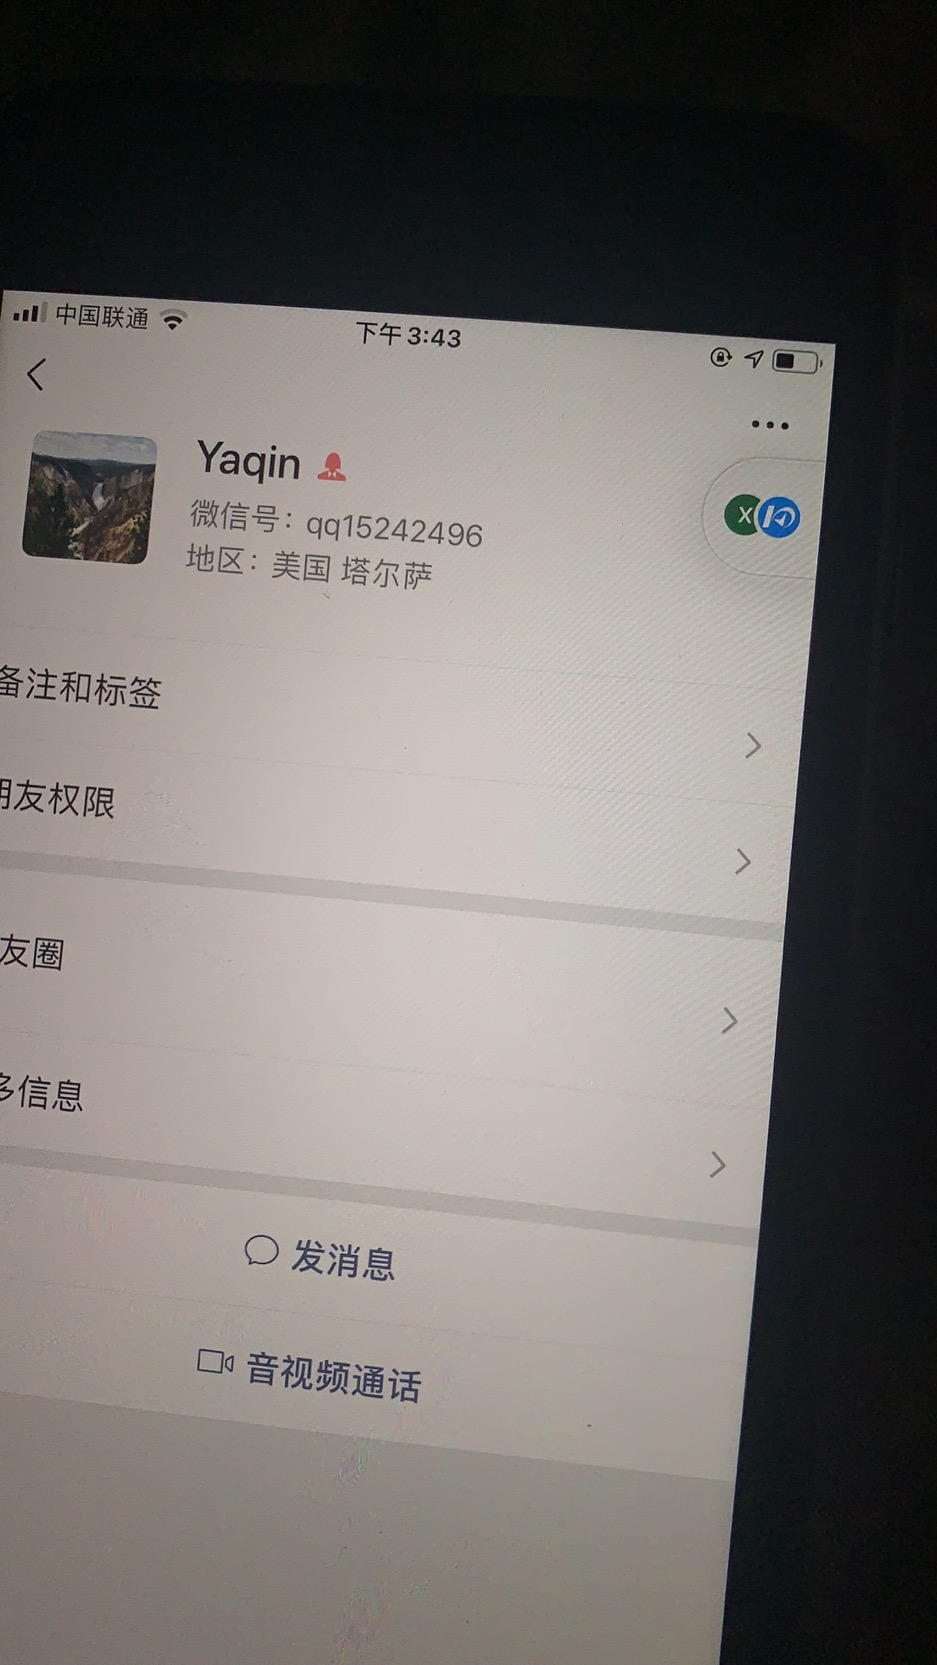 中国联通
下午3:43
Yaqin
微信号：qq15242496
地区：美国 塔尔萨
X
备注和标签
朋友权限
友圈
多信息
发消息
音视频通话